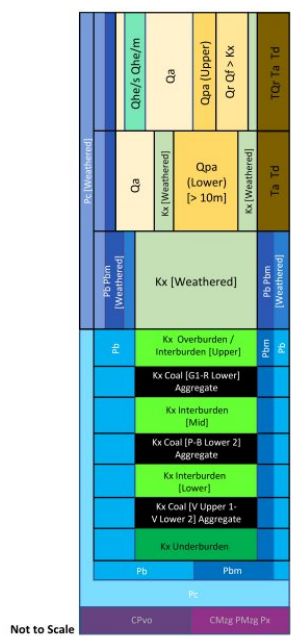 Pc [Weathered]
Qhe/s Qhe/m
Qa
Qpa (Upper)
Qr Qf > Kx
TQr Ta Td
Qa
Kx [Weathered]
Qpa
(Lower)
[> 10m]
Kx [Weathered]
Ta Td
Pb Pbm
[Weathered]
Kx [Weathered]
Pb Pbm
[Weathered]
Pb
Kx Overburden /
Interburden [Upper]
Pbm
Pb
Kx Coal [G1-R Lower]
Aggregate
Kx Interburden
[Mid]
Kx Coal [P-B Lower 2]
Aggregate
Kx Interburden
[Lower]
Kx Coal [V Upper 1-
V Lower 2] Aggregate
Kx Underburden
Pb
Pbm
Pc
CPvo
CMzg PMzg Px
Not to Scale